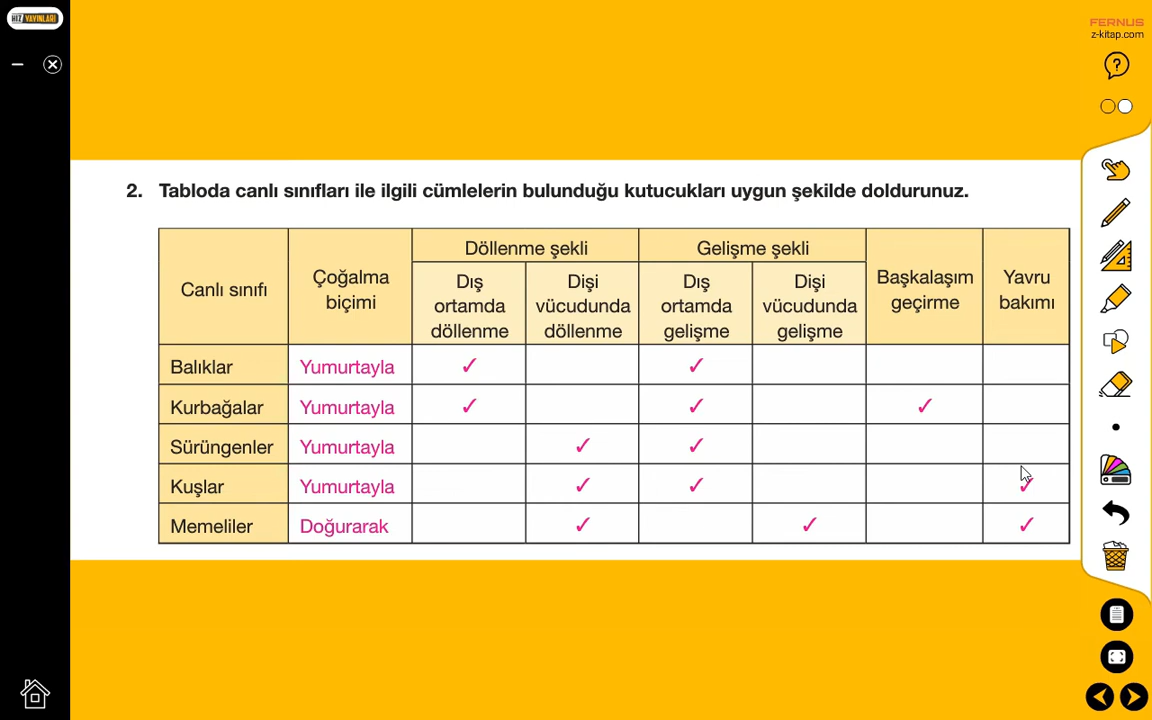 HIZ YAYINLARI
FERNUS
z-kitap.com
2. Tabloda canlı sınıfları ile ilgili cümlelerin bulunduğu kutucukları uygun şekilde doldurunuz.
Canlı sınıfı
Çoğalma
biçimi
Döllenme şekli
Gelişme şekli
Dış
ortamda
döllenme
Dişi
vücudunda
döllenme
Dış
ortamda
gelişme
Dişi
vücudunda
gelişme
Başkalaşım
geçirme
Yavru
bakımı
Balıklar Yumurtayla ✓ ✓
Kurbağalar Yumurtayla ✓ ✓ ✓
Sürüngenler Yumurtayla ✓ ✓
Kuşlar Yumurtayla ✓ ✓ ✓
Memeliler Doğurarak ✓ ✓ ✓